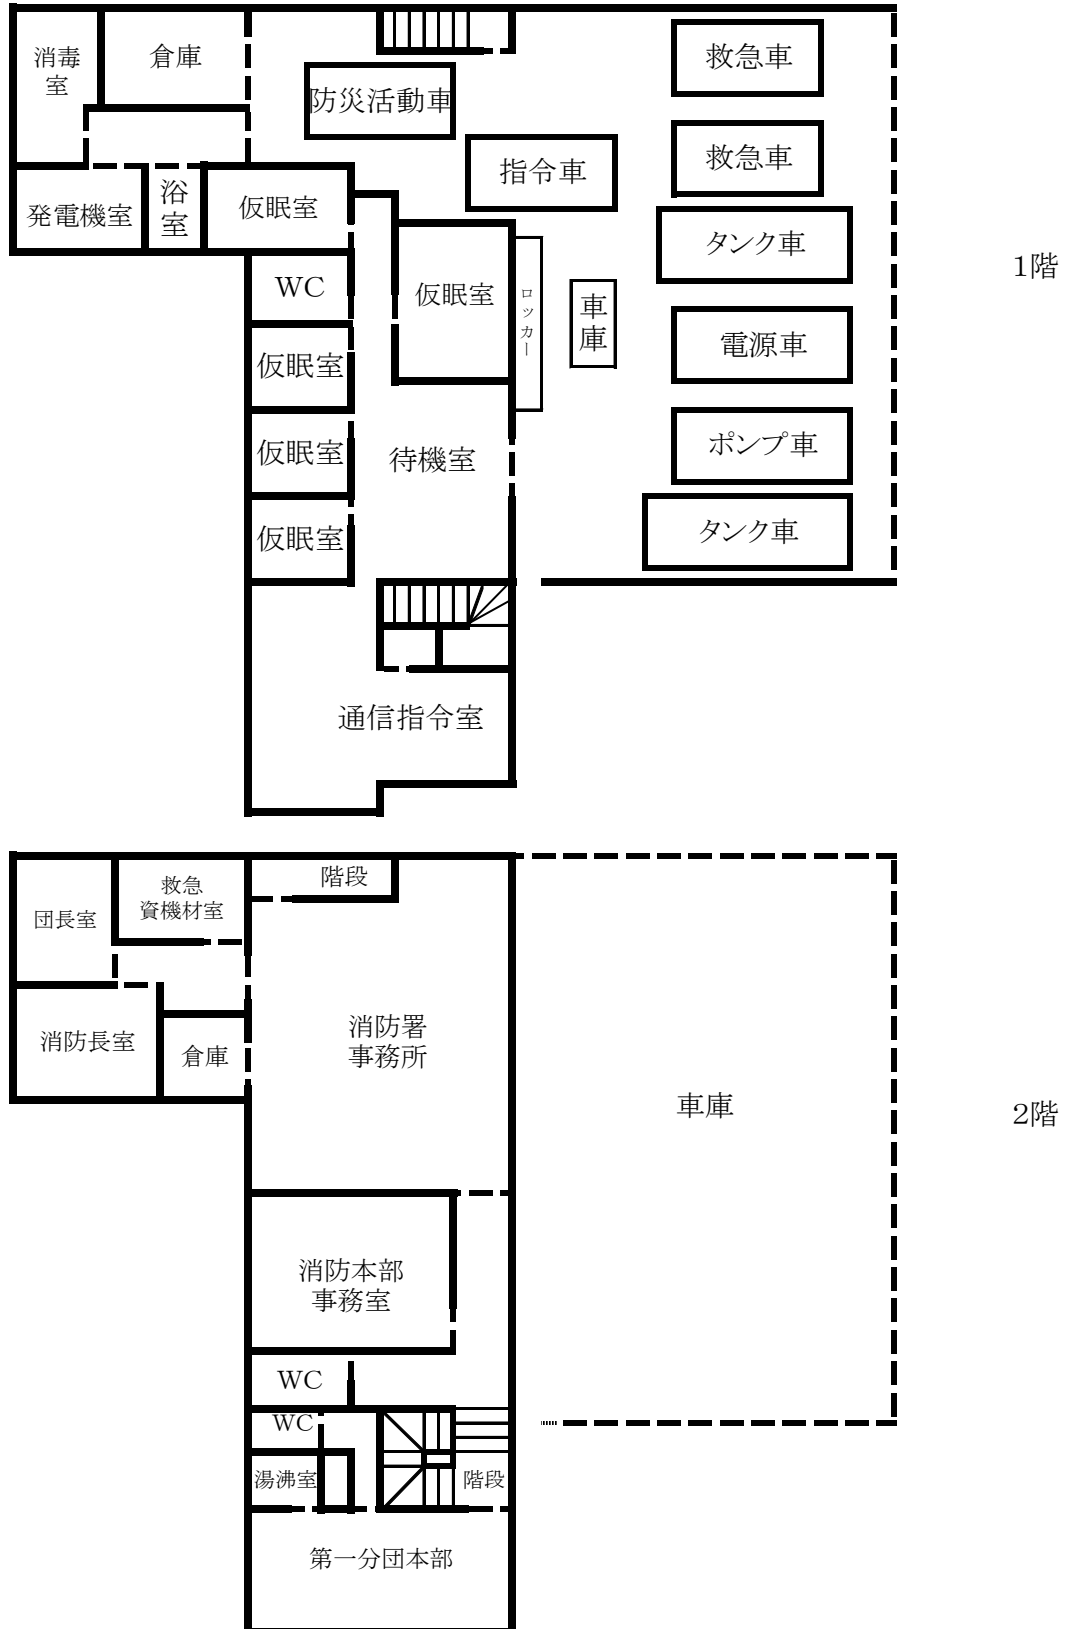 消毒
室
倉庫
救急車
防災活動車
救急車
指令車
発電機室
浴
室
仮眠室
タンク車
1階
WC
仮眠室
ロッカー
車
庫
電源車
仮眠室
仮眠室
待機室
ポンプ車
仮眠室
タンク車
通信指令室
階段
救急
資機材室
団長室
消防署
事務所
消防長室
倉庫
車庫
2階
消防本部
事務室
WC
WC
湯沸室
階段
第一分団本部